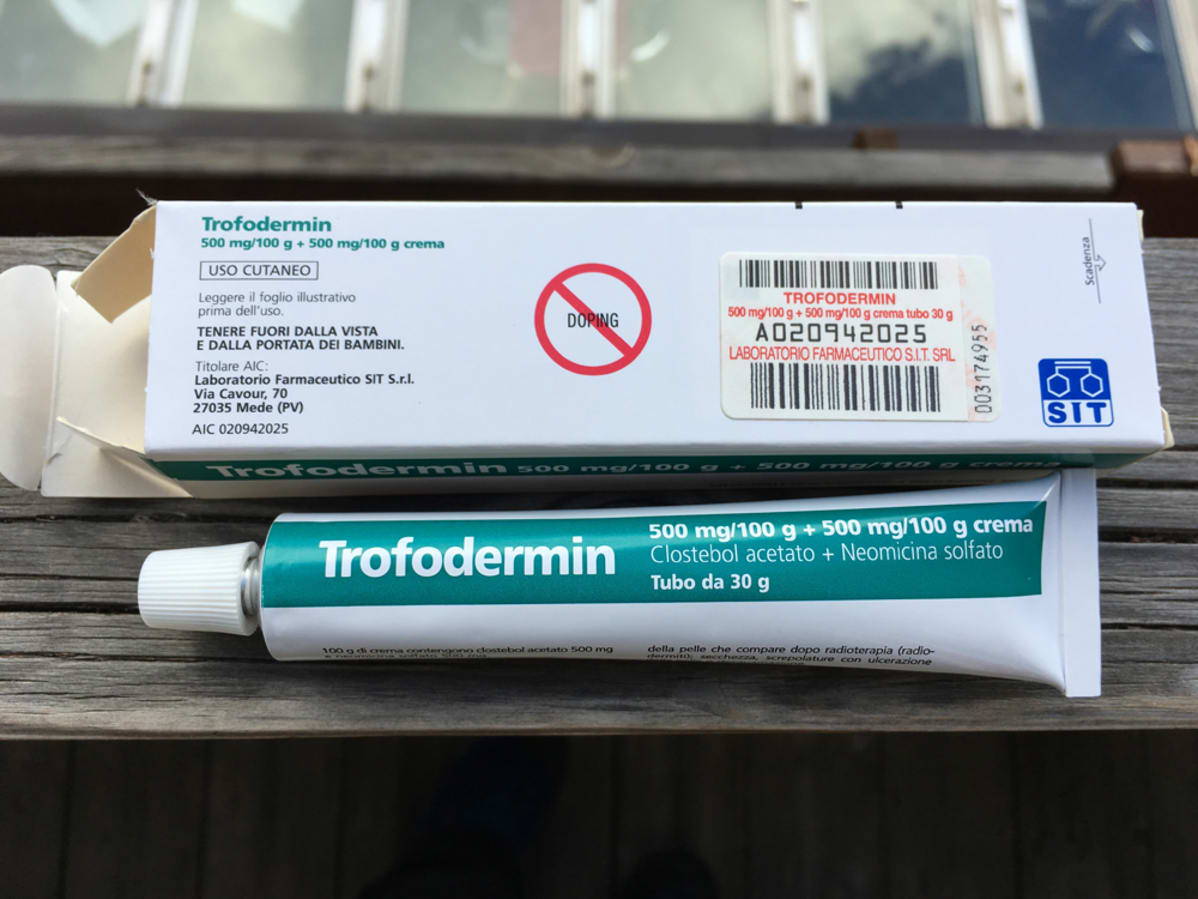 Trofodermin
500 mg/100 g + 500 mg/100 g crema
USO CUTANEO
Leggere il foglio illustrativo
prima dell'uso.
TENERE FUORI DALLA VISTA
E DALLA PORTATA DEI BAMBINI.
Titolare AIC:
Laboratorio Farmaceutico SIT S.r.l.
Via Cavour, 70
27035 Mede (PV)
AIC 020942025
DOPING
TROFODERMIN
500 mg/100 g + 500 mg/100 g crema tubo 30 g
A020942025
LABORATORIO FARMACEUTICO S.I.T. SRL
003174955
Scadenza
SIT
Trofodermin 500 mg/100 g + 500 mg/100 g crema
Trofodermin
500 mg/100 g + 500 mg/100 g crema
Clostebol acetato + Neomicina solfato
Tubo da 30 g
100 g di crema contengono clostebol acetato 500 mg
e neomicina solfato 500 mg
della pelle che compare dopo radioterapia (radio-
dermiti); secchezza, screpolature con ulcerazione